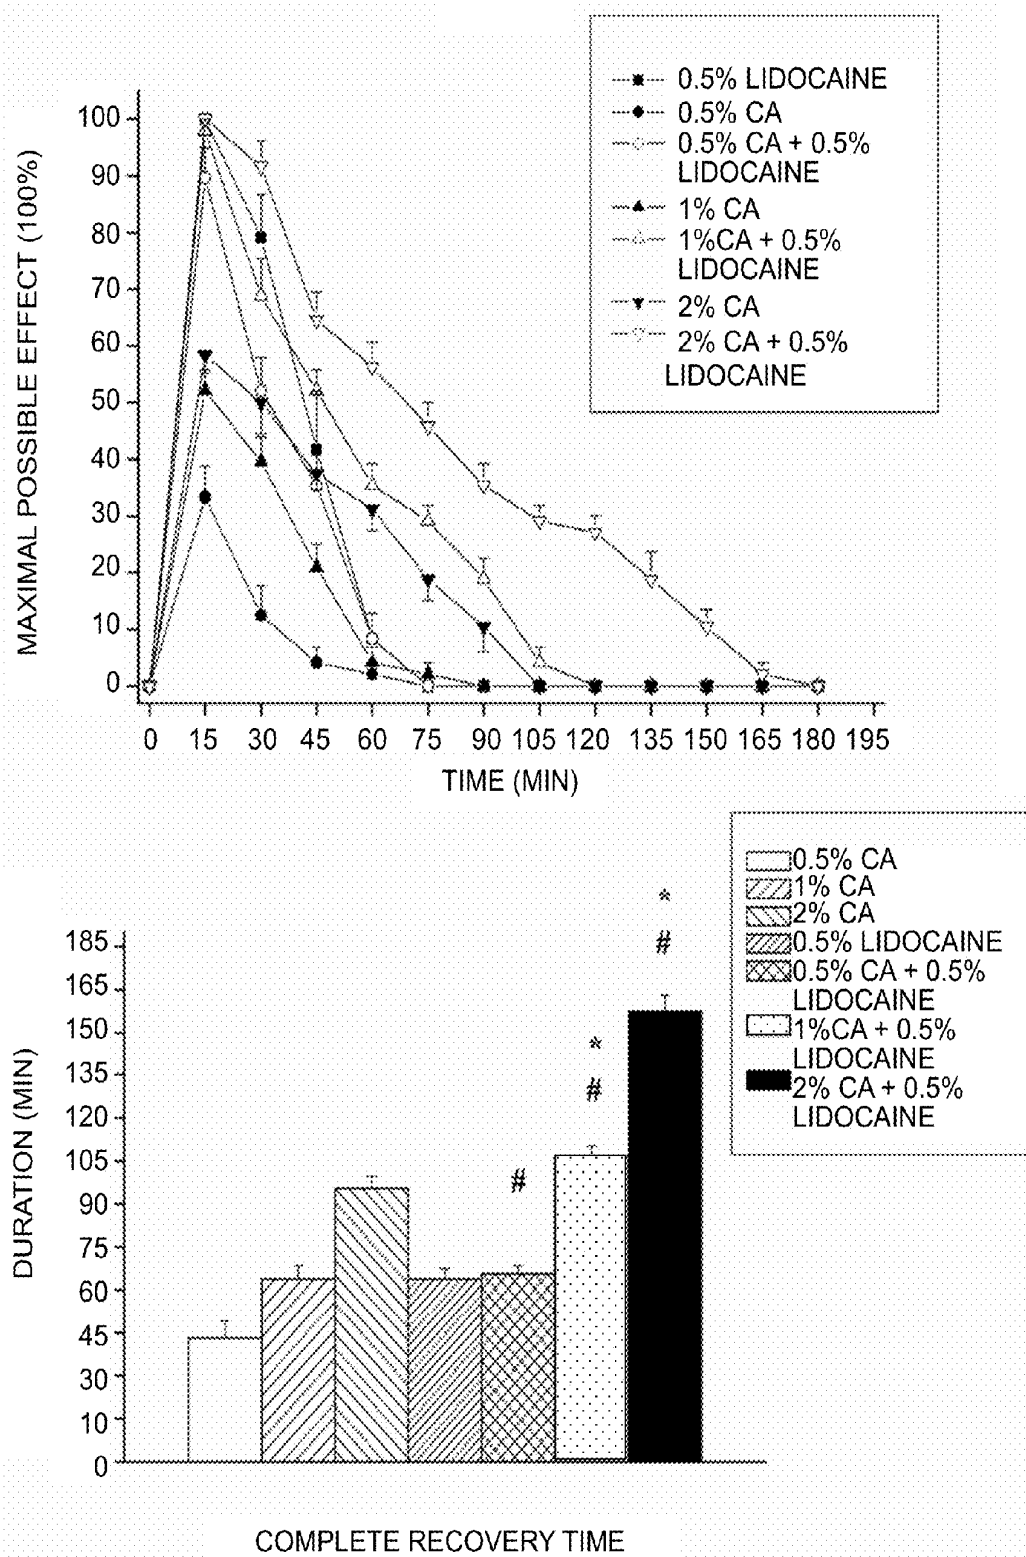 0.5% LIDOCAINE
0.5% CA
0.5% CA + 0.5%
LIDOCAINE
1% CA
1%CA + 0.5%
LIDOCAINE
2% CA
2% CA + 0.5%
LIDOCAINE
MAXIMAL POSSIBLE EFFECT (100%)
100
90
80
70
60
50
40
30
20
10
0
0 15 30 45 60 75 90 105 120 135 150 165 180 195
TIME (MIN)
0.5% CA
1% CA
2% CA
0.5% LIDOCAINE
0.5% CA + 0.5%
LIDOCAINE
1%CA + 0.5%
LIDOCAINE
2% CA + 0.5%
LIDOCAINE
DURATION (MIN)
185
165
150
135
120
105
90
75
60
45
30
10
0
*
#
*
#
#
COMPLETE RECOVERY TIME